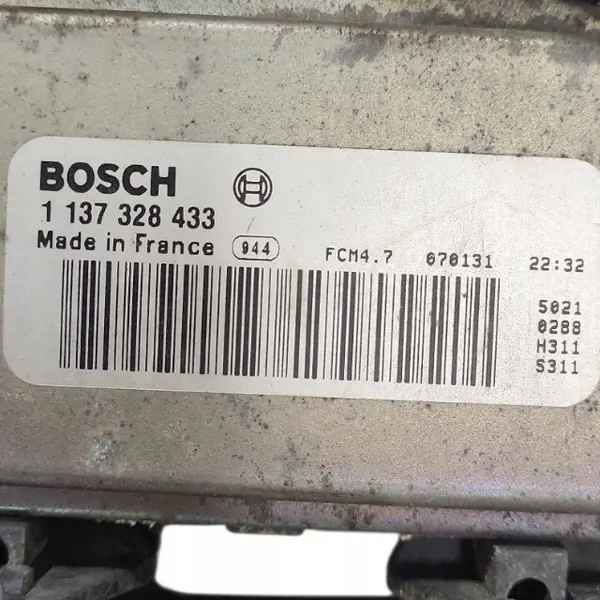 BOSCH
1 137 328 433
Made in France 944 FCM4.7 070131 22:32
5021
0288
H311
S311